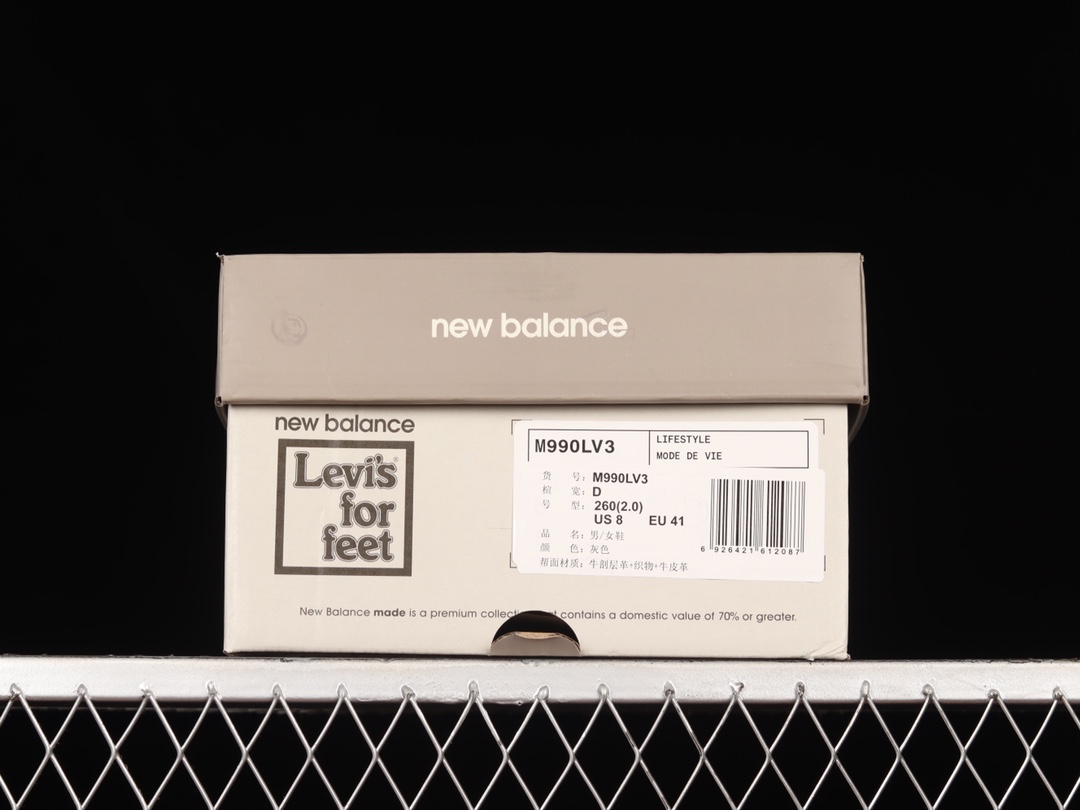 new balance
new balance
Levi's®
for
feet
M990LV3
LIFESTYLE
MODE DE VIE
货 号: M990LV3
楦 宽: D
号 型: 260(2.0)
US 8 EU 41
品 名: 男/女鞋
颜 色: 灰色
帮面材质: 牛剖层革+织物+牛皮革
6 926421 612087
New Balance made is a premium contains a domestic value of 70% or greater.